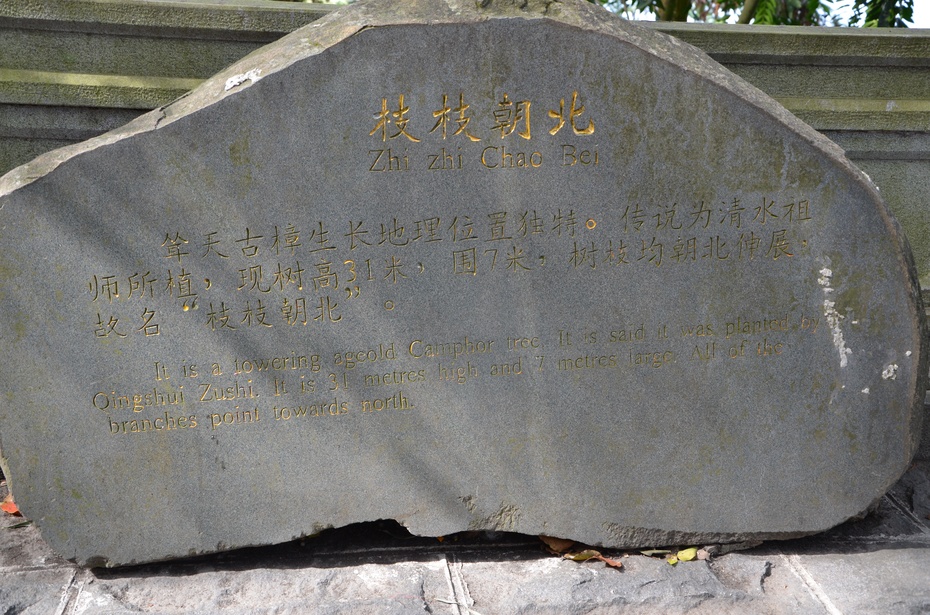 枝枝朝北
Zhi zhi Chao Bei
耸天古樟生长地理位置独特。传说为清水祖
师所植，现树高31米，围7米，树枝均朝北伸展，
故名“枝枝朝北”。
It is a towering ageold Camphor tree. It is said it was planted by
Qingshui Zushi. It is 31 metres high and 7 metres large. All of the
branches point towards north.